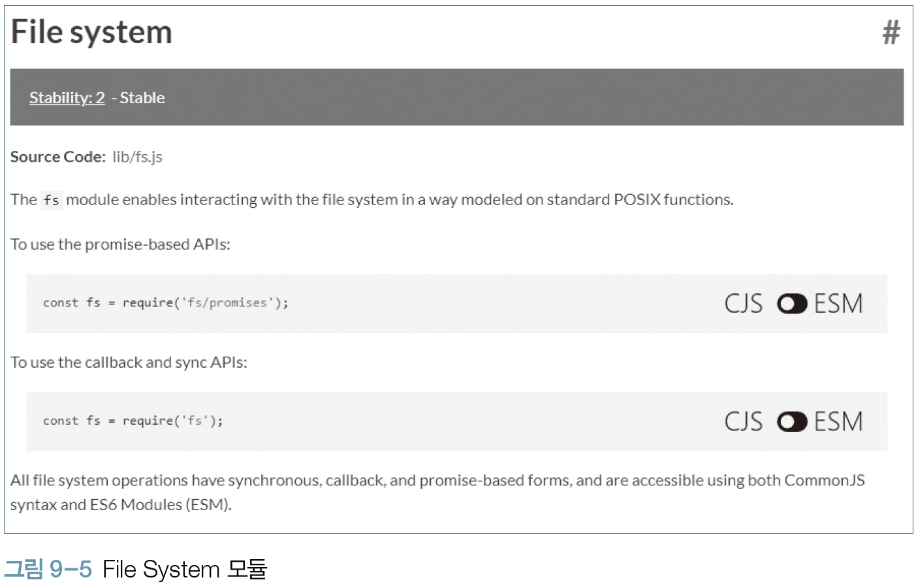 File system #
Stability: 2 - Stable
Source Code: lib/fs.js
The fs module enables interacting with the file system in a way modeled on standard POSIX functions.
To use the promise-based APIs:
const fs = require('fs/promises'); CJS ESM
To use the callback and sync APIs:
const fs = require('fs'); CJS ESM
All file system operations have synchronous, callback, and promise-based forms, and are accessible using both CommonJS
syntax and ES6 Modules (ESM).
그림 9-5 File System 모듈